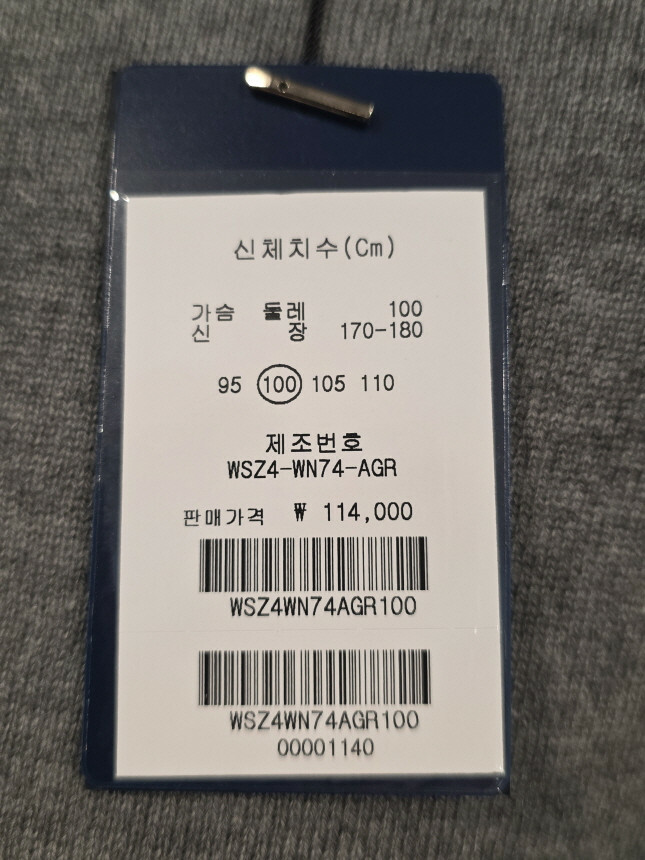 신체치수(Cm)
가슴 둘레 100
신 장 170-180
95 100 105 110
제조번호
WSZ4-WN74-AGR
판매가격 ₩ 114,000
WSZ4WN74AGR100
WSZ4WN74AGR100
00001140